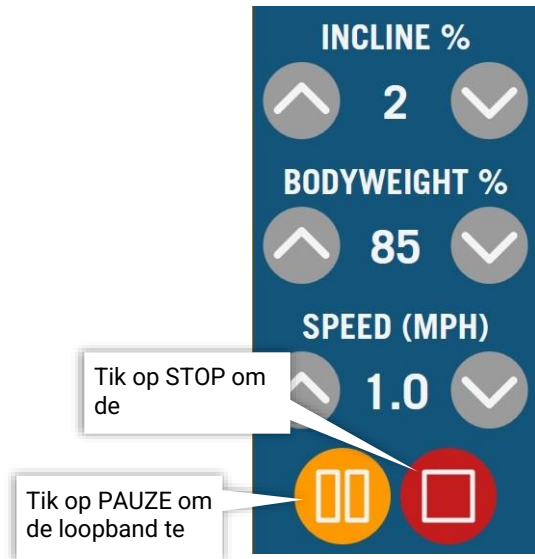 INCLINE %
2
BODYWEIGHT %
85
SPEED (MPH)
1.0
Tik op STOP om
de
Tik op PAUZE om
de loopband te